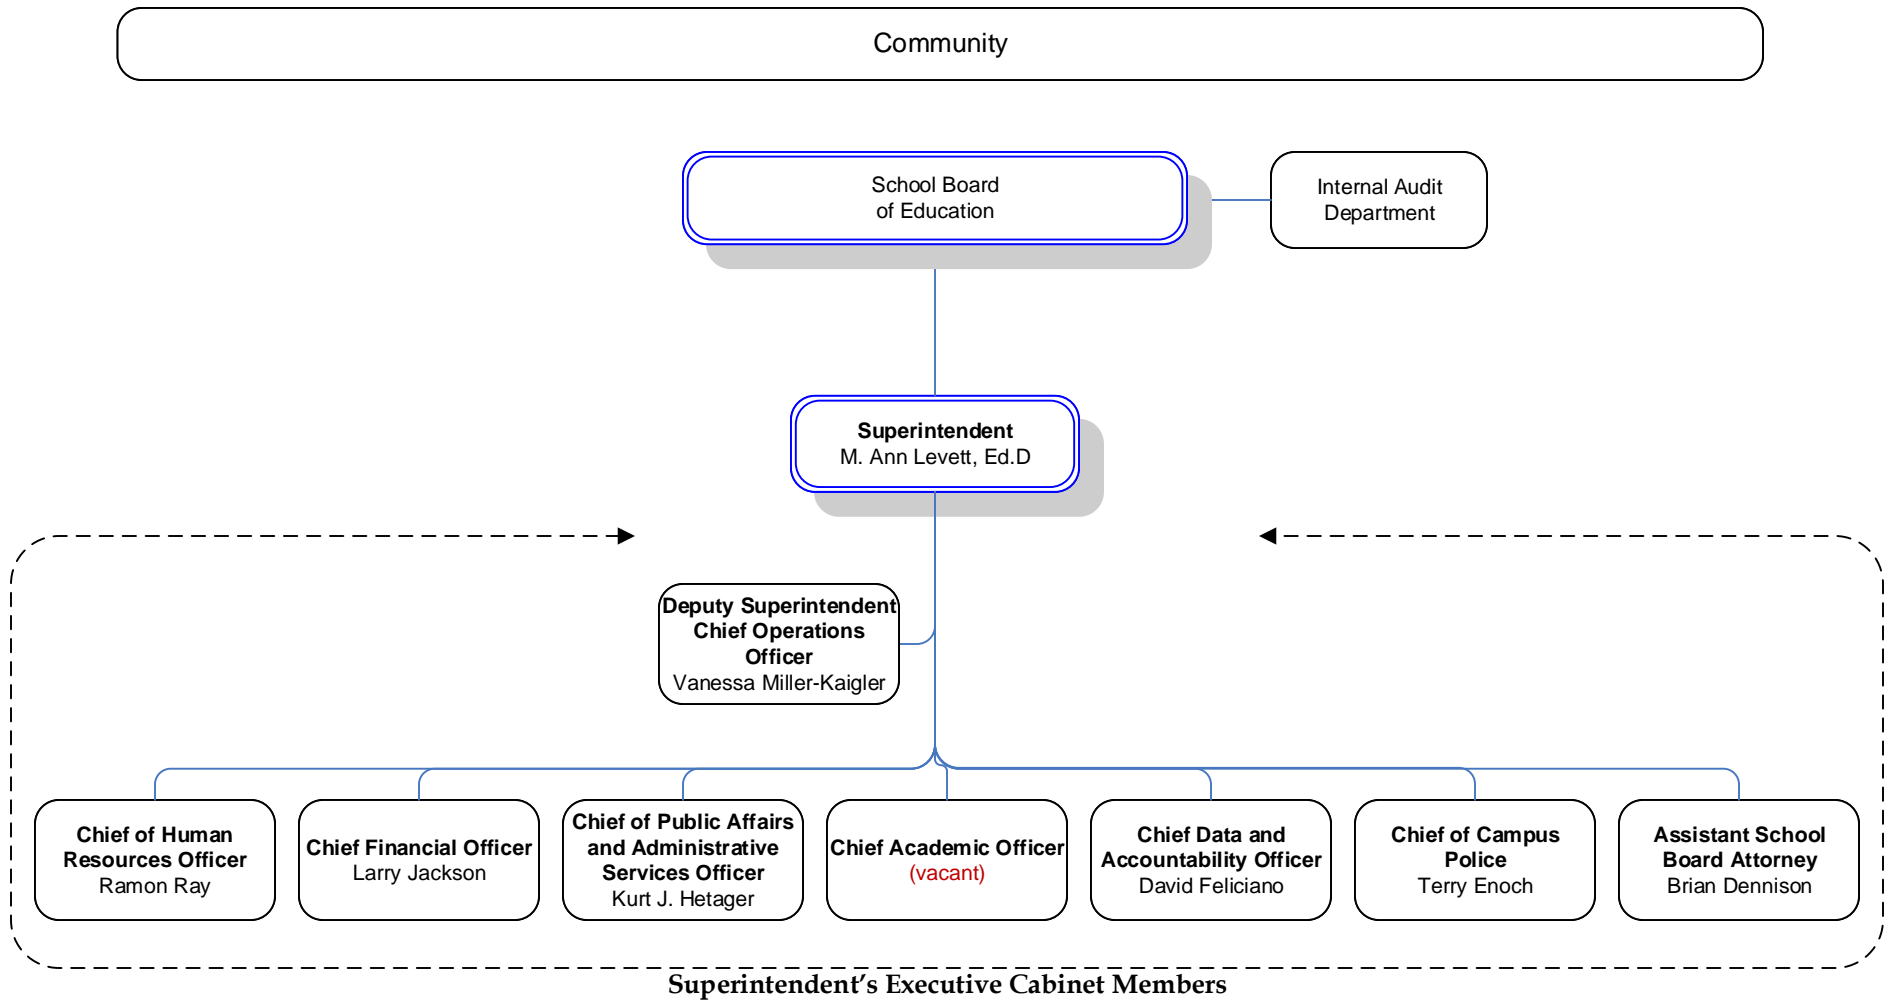 Community
School Board
of Education
Internal Audit
Department
Superintendent
M. Ann Levett, Ed.D
Deputy Superintendent
Chief Operations
Officer
Vanessa Miller-Kaigler
Chief of Human
Resources Officer
Ramon Ray
Chief Financial Officer
Larry Jackson
Chief of Public Affairs
and Administrative
Services Officer
Kurt J. Hetager
Chief Academic Officer
(vacant)
Chief Data and
Accountability Officer
David Feliciano
Chief of Campus
Police
Terry Enoch
Assistant School
Board Attorney
Brian Dennison
Superintendent’s Executive Cabinet Members